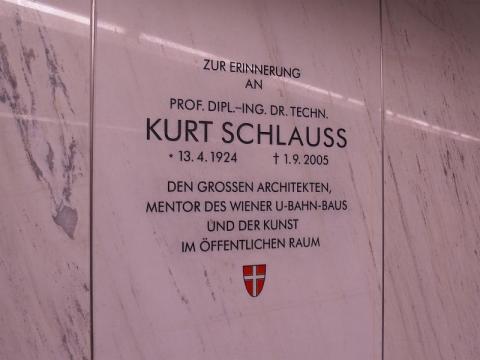 ZUR ERINNERUNG
AN
PROF. DIPL.-ING. DR. TECHN.
KURT SCHLAUSS
* 13. 4. 1924 † 1. 9. 2005
DEN GROSSEN ARCHITEKTEN,
MENTOR DES WIENER U-BAHN-BAUS
UND DER KUNST
IM ÖFFENTLICHEN RAUM